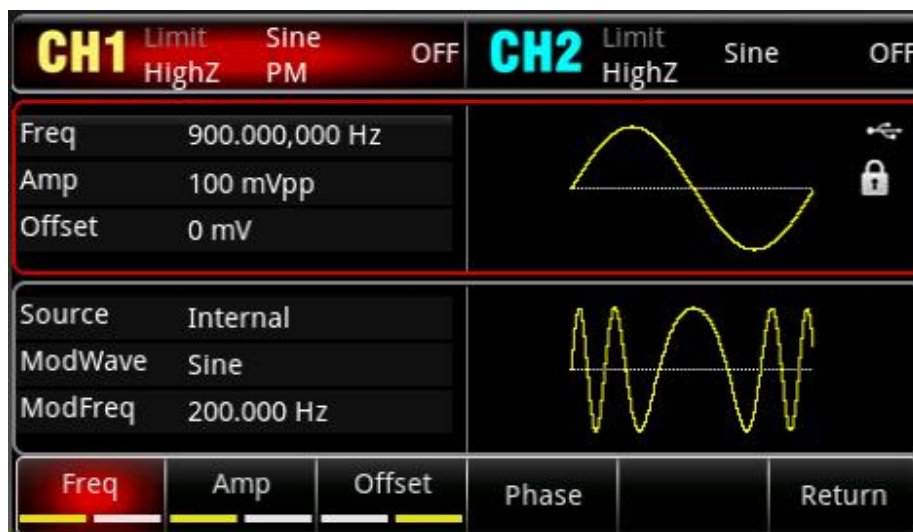 CH1 Limit Sine OFF CH2 Limit Sine OFF
HighZ PM HighZ
Freq 900.000,000 Hz
Amp 100 mVpp
Offset 0 mV
Source Internal
ModWave Sine
ModFreq 200.000 Hz
Freq Amp Offset Phase Return